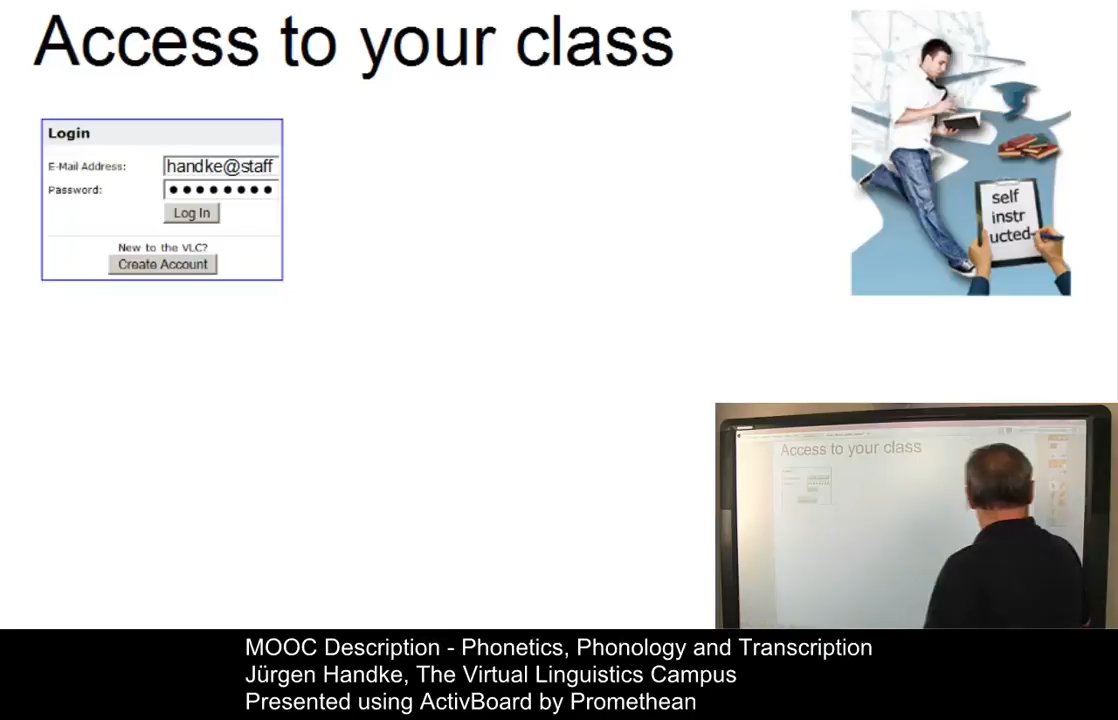 Access to your class
Login
E-Mail Address: handke@staff
Password: ●●●●●●●●
Log In
New to the VLC?
Create Account
self
instr
ucted
Access to your class
MOOC Description - Phonetics, Phonology and Transcription
Jürgen Handke, The Virtual Linguistics Campus
Presented using ActivBoard by Promethean